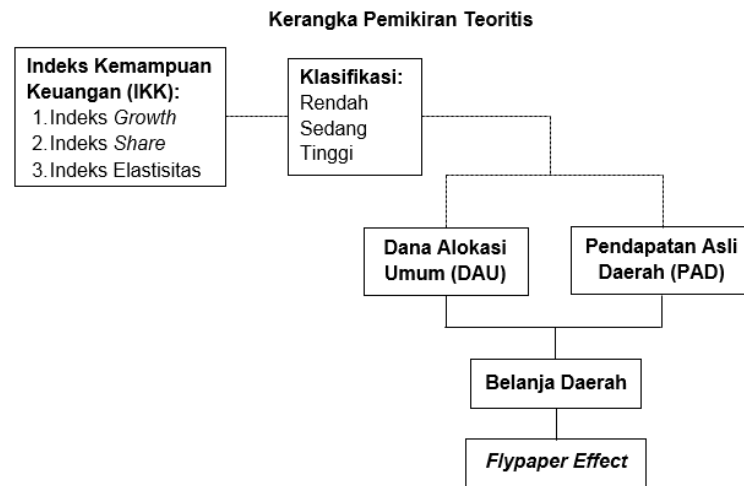 Kerangka Pemikiran Teoritis
Indeks Kemampuan
Keuangan (IKK):
1.Indeks Growth
2.Indeks Share
3.Indeks Elastisitas
Klasifikasi:
Rendah
Sedang
Tinggi
Dana Alokasi
Umum (DAU)
Pendapatan Asli
Daerah (PAD)
Belanja Daerah
Flypaper Effect